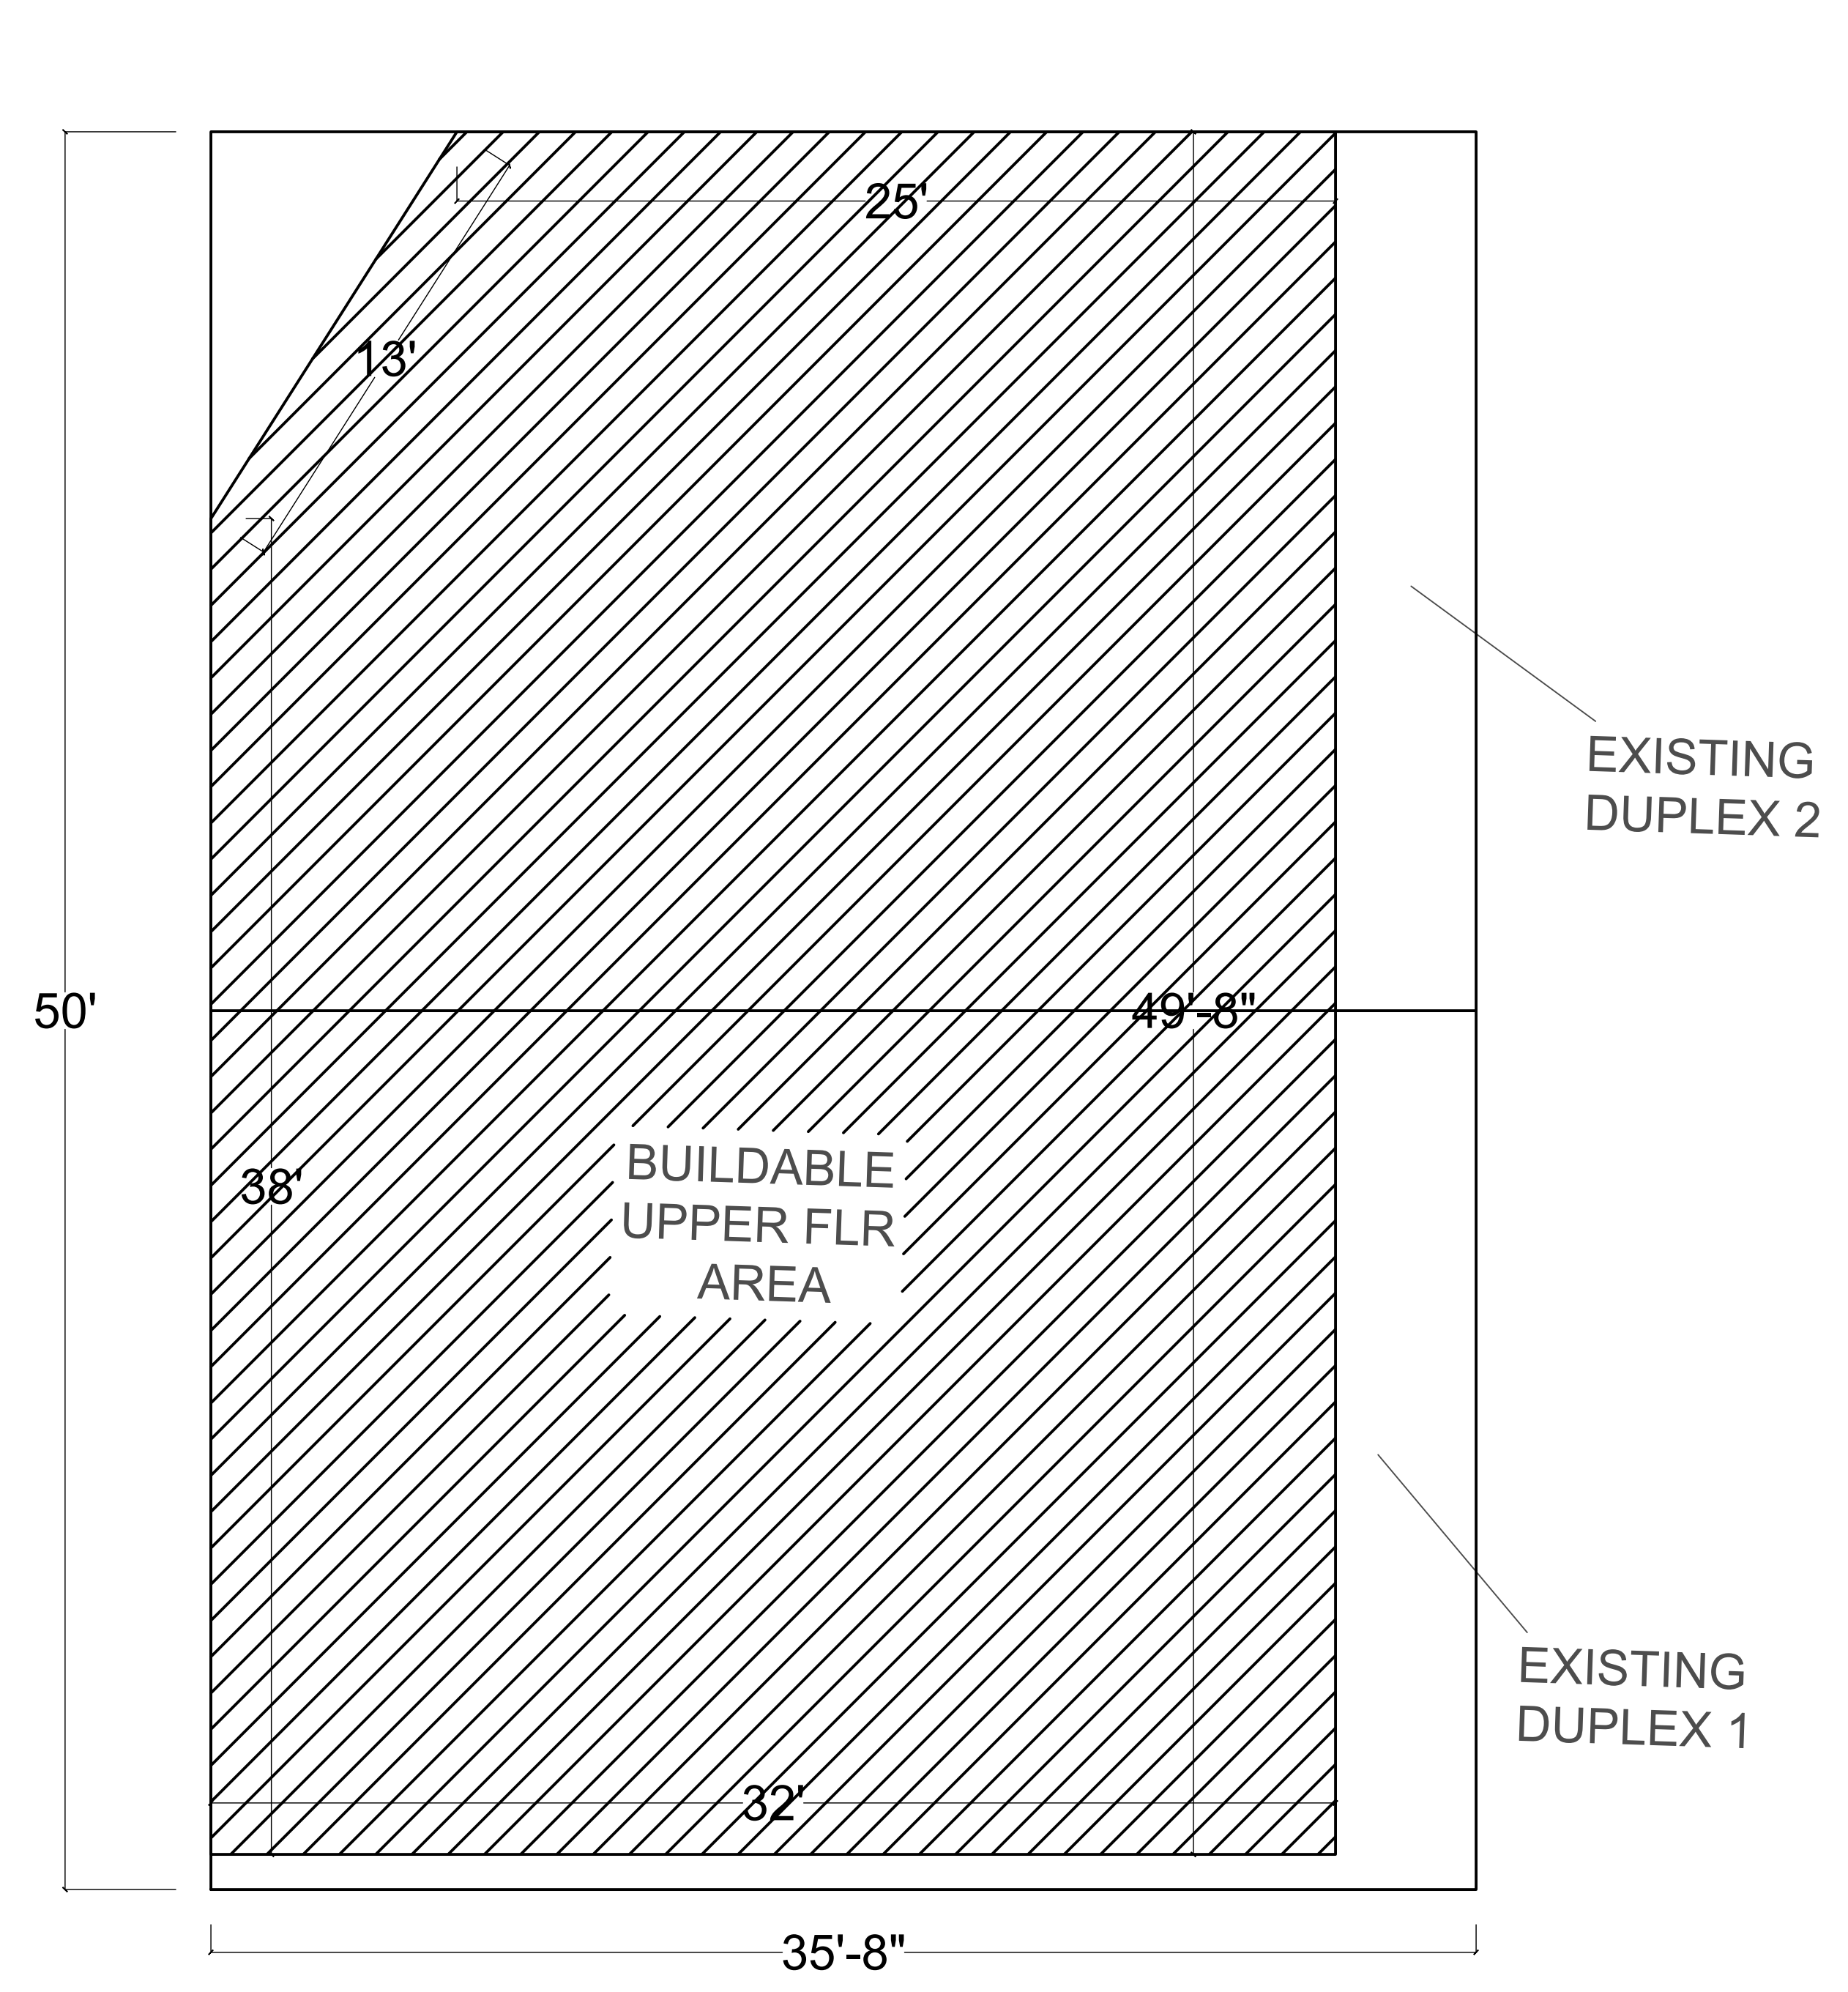 25'
13'
EXISTING
DUPLEX 2
50'
49'-8"
38'
BUILDABLE
UPPER FLR
AREA
EXISTING
DUPLEX 1
32'
35'-8"